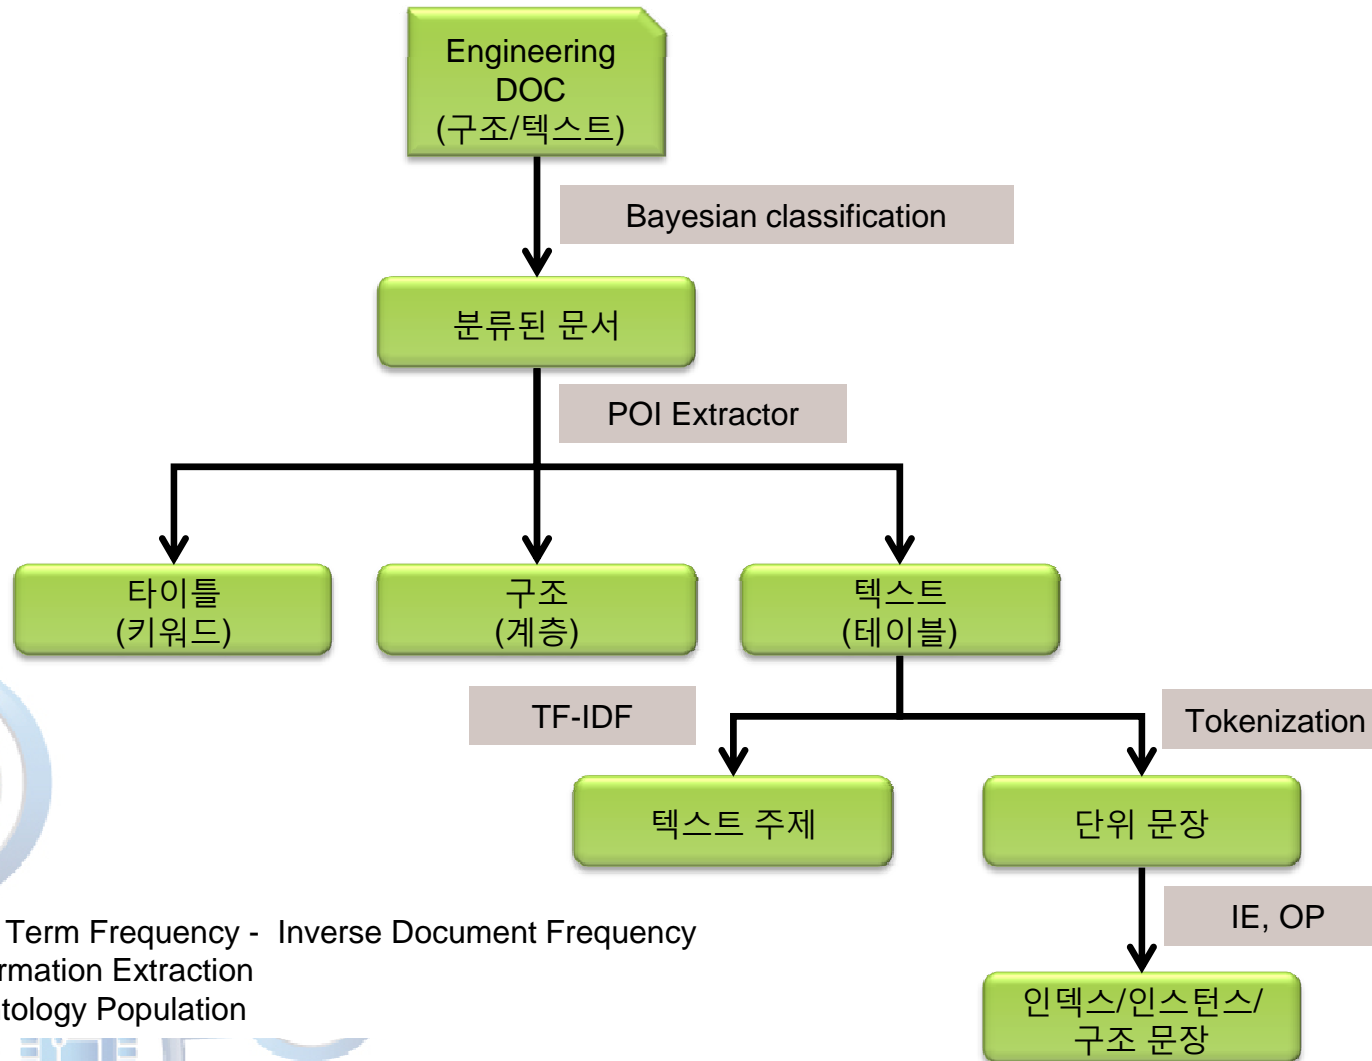 Engineering
DOC
(구조/텍스트)
Bayesian classification
분류된 문서
POI Extractor
타이틀
(키워드)
구조
(계층)
텍스트
(테이블)
TF-IDF
Tokenization
텍스트 주제
단위 문장
IE, OP
Term Frequency - Inverse Document Frequency
rmation Extraction
tology Population
인덱스/인스턴스/
구조 문장